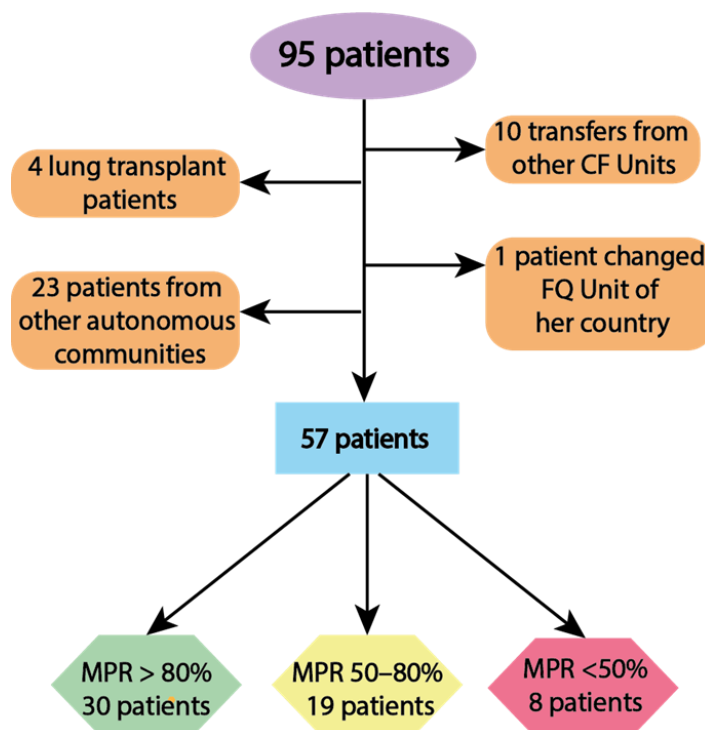 95 patients
10 transfers from
other CF Units
4 lung transplant
patients
1 patient changed
FQ Unit of
her country
23 patients from
other autonomous
communities
57 patients
MPR > 80%
30 patients
MPR 50–80%
19 patients
MPR <50%
8 patients